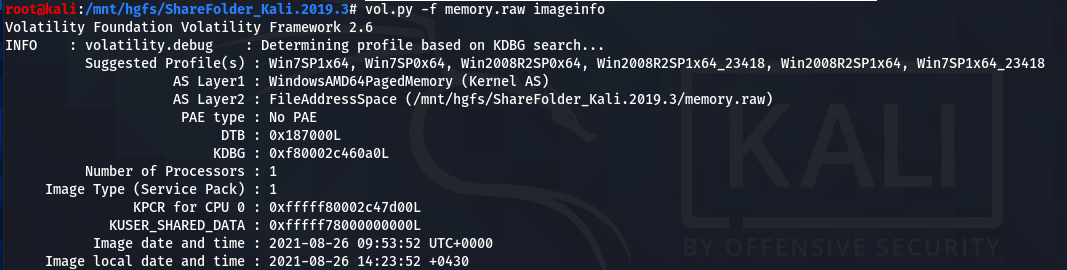 root@kali:/mnt/hgfs/ShareFolder_Kali.2019.3# vol.py -f memory.raw imageinfo
Volatility Foundation Volatility Framework 2.6
INFO    : volatility.debug    : Determining profile based on KDBG search...
Suggested Profile(s) : Win7SP1x64, Win7SP0x64, Win2008R2SP0x64, Win2008R2SP1x64_23418, Win2008R2SP1x64, Win7SP1x64_23418
AS Layer1 : WindowsAMD64PagedMemory (Kernel AS)
AS Layer2 : FileAddressSpace (/mnt/hgfs/ShareFolder_Kali.2019.3/memory.raw)
PAE type : No PAE
DTB : 0x187000L
KDBG : 0xf80002c460a0L
Number of Processors : 1
Image Type (Service Pack) : 1
KPCR for CPU 0 : 0xfffff80002c47d00L
KUSER_SHARED_DATA : 0xfffff78000000000L
Image date and time : 2021-08-26 09:53:52 UTC+0000
Image local date and time : 2021-08-26 14:23:52 +0430
KALI
BY OFFENSIVE SECURITY